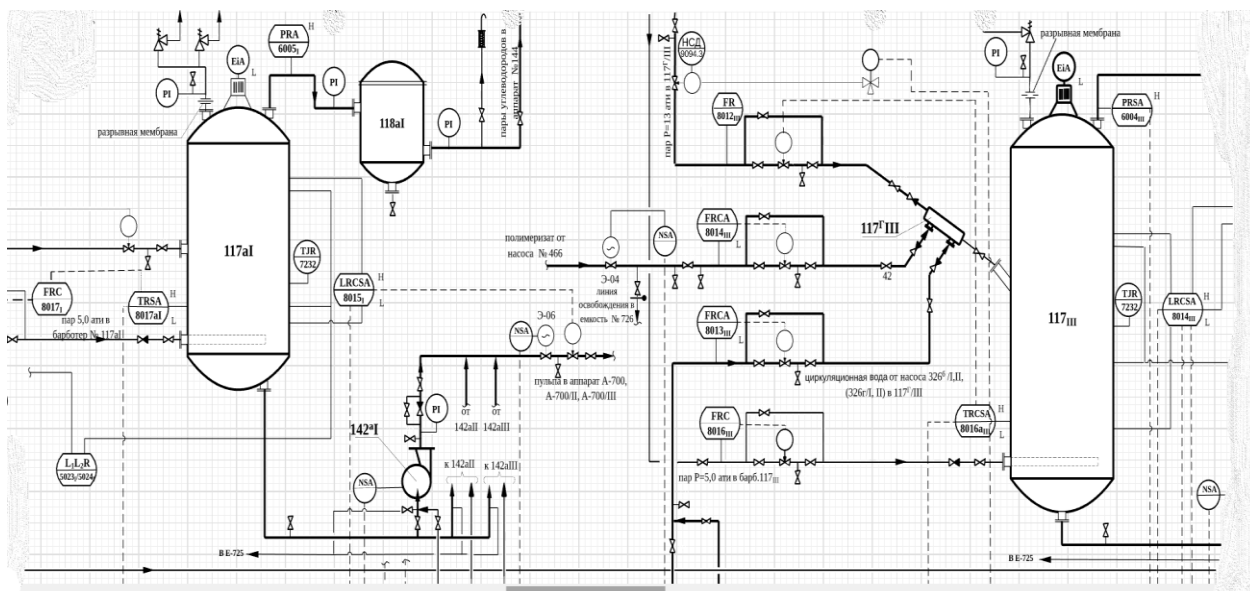 PRA
6005I
H
EiA
L
PI
PI
разрывная мембрана
118aI
PI
пары углеводородов в
аппарат №144
117aI
TJR
7232
FRC
8017I
TRSA
8017aI
H
L
LRCSA
8015I
H
L
пар 5,0 ати в
барботер № 117aI
L1L2R
5023I/5024I
142ªI
PI
NSA
от
142aII
от
142aIII
к 142aII
к 142aIII
В Е-725
NSA
Э-06
пульпа в аппарат А-700,
А-700/II, А-700/III
полимеризат от
насоса № 466
Э-04
линия
освобождения в
емкость № 726
NSA
пар Р=13 ати в 117Г/III
НСД
9094.3
FR
8012III
FRCA
8014III
L
117ГIII
42
FRCA
8013III
L
циркуляционная вода от насоса 326б/I,II,
(326г/I, II) в 117Г/III
FRC
8016III
пар Р=5,0 ати в барб.117III
TRCSA
8016aIII
H
L
PI
разрывная мембрана
EiA
L
PRSA
6004III
H
117III
TJR
7232
LRCSA
8014III
H
L
NSA
В Е-725